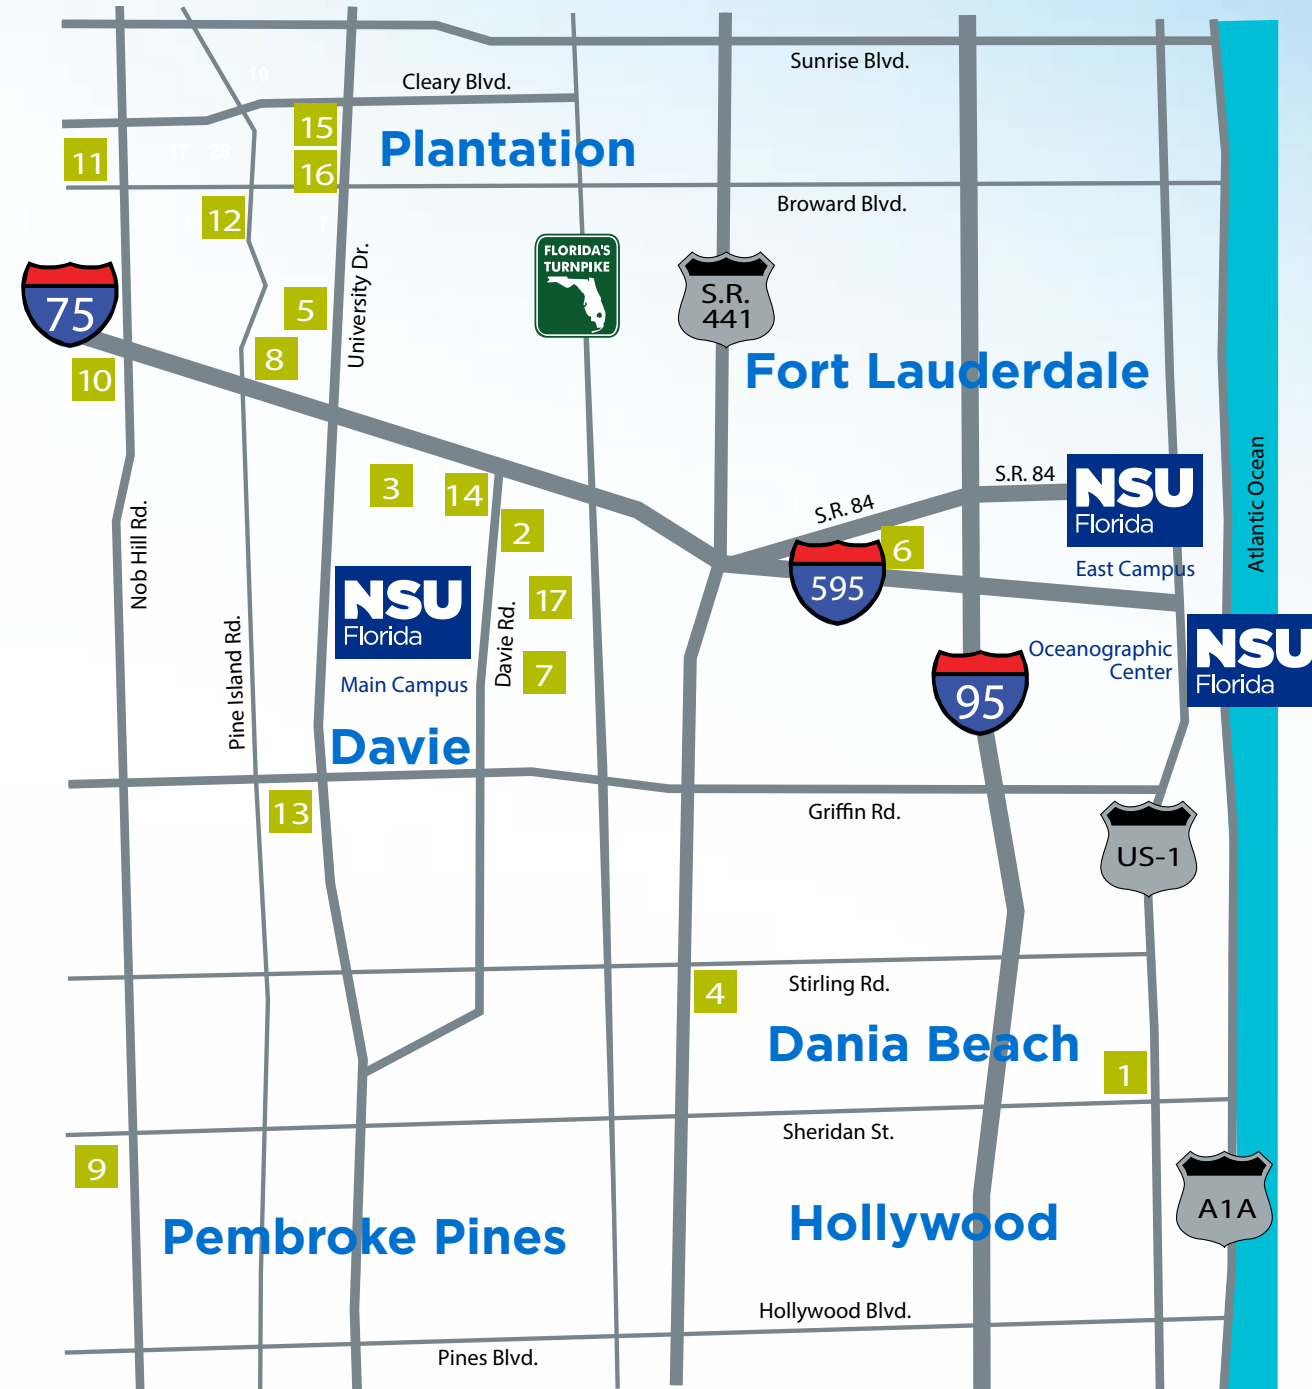 Sunrise Blvd.
10
Cleary Blvd.
15
Plantation
11
17 28
16
12
7
Broward Blvd.
FLORIDA'S
TURNPIKE
University Dr.
75
S.R.
441
5
8
10
Fort Lauderdale
3
14
2
S.R. 84
S.R. 84
NSU
Florida
East Campus
Atlantic Ocean
6
595
Nob Hill Rd.
NSU
Florida
Main Campus
17
Davie Rd.
7
Pine Island Rd.
Oceanographic
Center
NSU
Florida
95
Davie
13
Griffin Rd.
US-1
4
Stirling Rd.
Dania Beach
1
Sheridan St.
9
A1A
Pembroke Pines
Hollywood
Hollywood Blvd.
Pines Blvd.